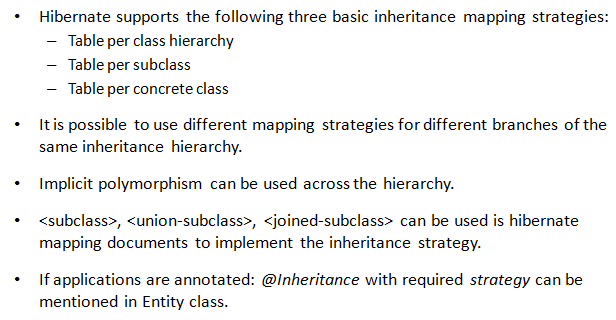 • Hibernate supports the following three basic inheritance mapping strategies:
– Table per class hierarchy
– Table per subclass
– Table per concrete class
• It is possible to use different mapping strategies for different branches of the
same inheritance hierarchy.
• Implicit polymorphism can be used across the hierarchy.
• <subclass>, <union-subclass>, <joined-subclass> can be used is hibernate
mapping documents to implement the inheritance strategy.
• If applications are annotated: @Inheritance with required strategy can be
mentioned in Entity class.